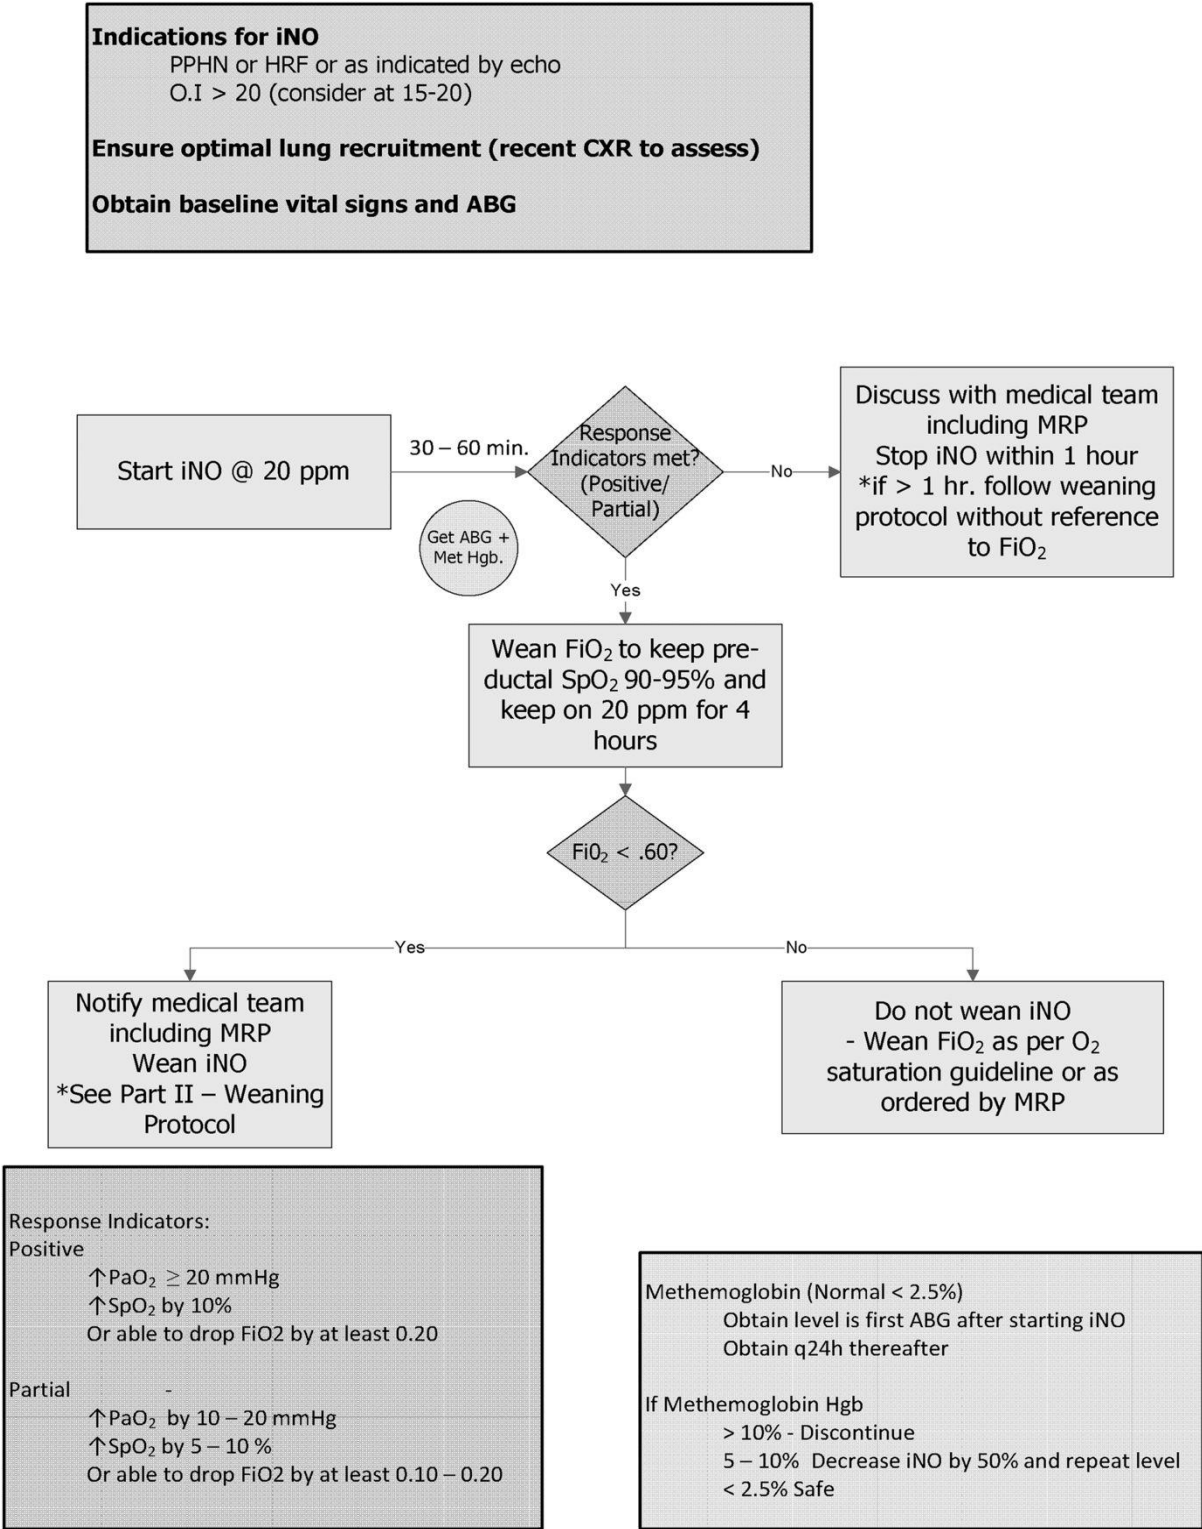 Indications for iNO
PPHN or HRF or as indicated by echo
O.I > 20 (consider at 15-20)
Ensure optimal lung recruitment (recent CXR to assess)
Obtain baseline vital signs and ABG
Start iNO @ 20 ppm
30 – 60 min.
Get ABG +
Met Hgb.
Response
Indicators met?
(Positive/
Partial)
No
Discuss with medical team
including MRP
Stop iNO within 1 hour
*if > 1 hr. follow weaning
protocol without reference
to FiO₂
Yes
Wean FiO₂ to keep pre-
ductal SpO₂ 90-95% and
keep on 20 ppm for 4
hours
Fi0₂ < .60?
Yes
No
Notify medical team
including MRP
Wean iNO
*See Part II – Weaning
Protocol
Do not wean iNO
- Wean FiO₂ as per O₂
saturation guideline or as
ordered by MRP
Response Indicators:
Positive
↑PaO₂ ≥ 20 mmHg
↑SpO₂ by 10%
Or able to drop FiO2 by at least 0.20
Partial -
↑PaO₂ by 10 – 20 mmHg
↑SpO₂ by 5 – 10 %
Or able to drop FiO2 by at least 0.10 – 0.20
Methemoglobin (Normal < 2.5%)
Obtain level is first ABG after starting iNO
Obtain q24h thereafter
If Methemoglobin Hgb
> 10% - Discontinue
5 – 10% Decrease iNO by 50% and repeat level
< 2.5% Safe